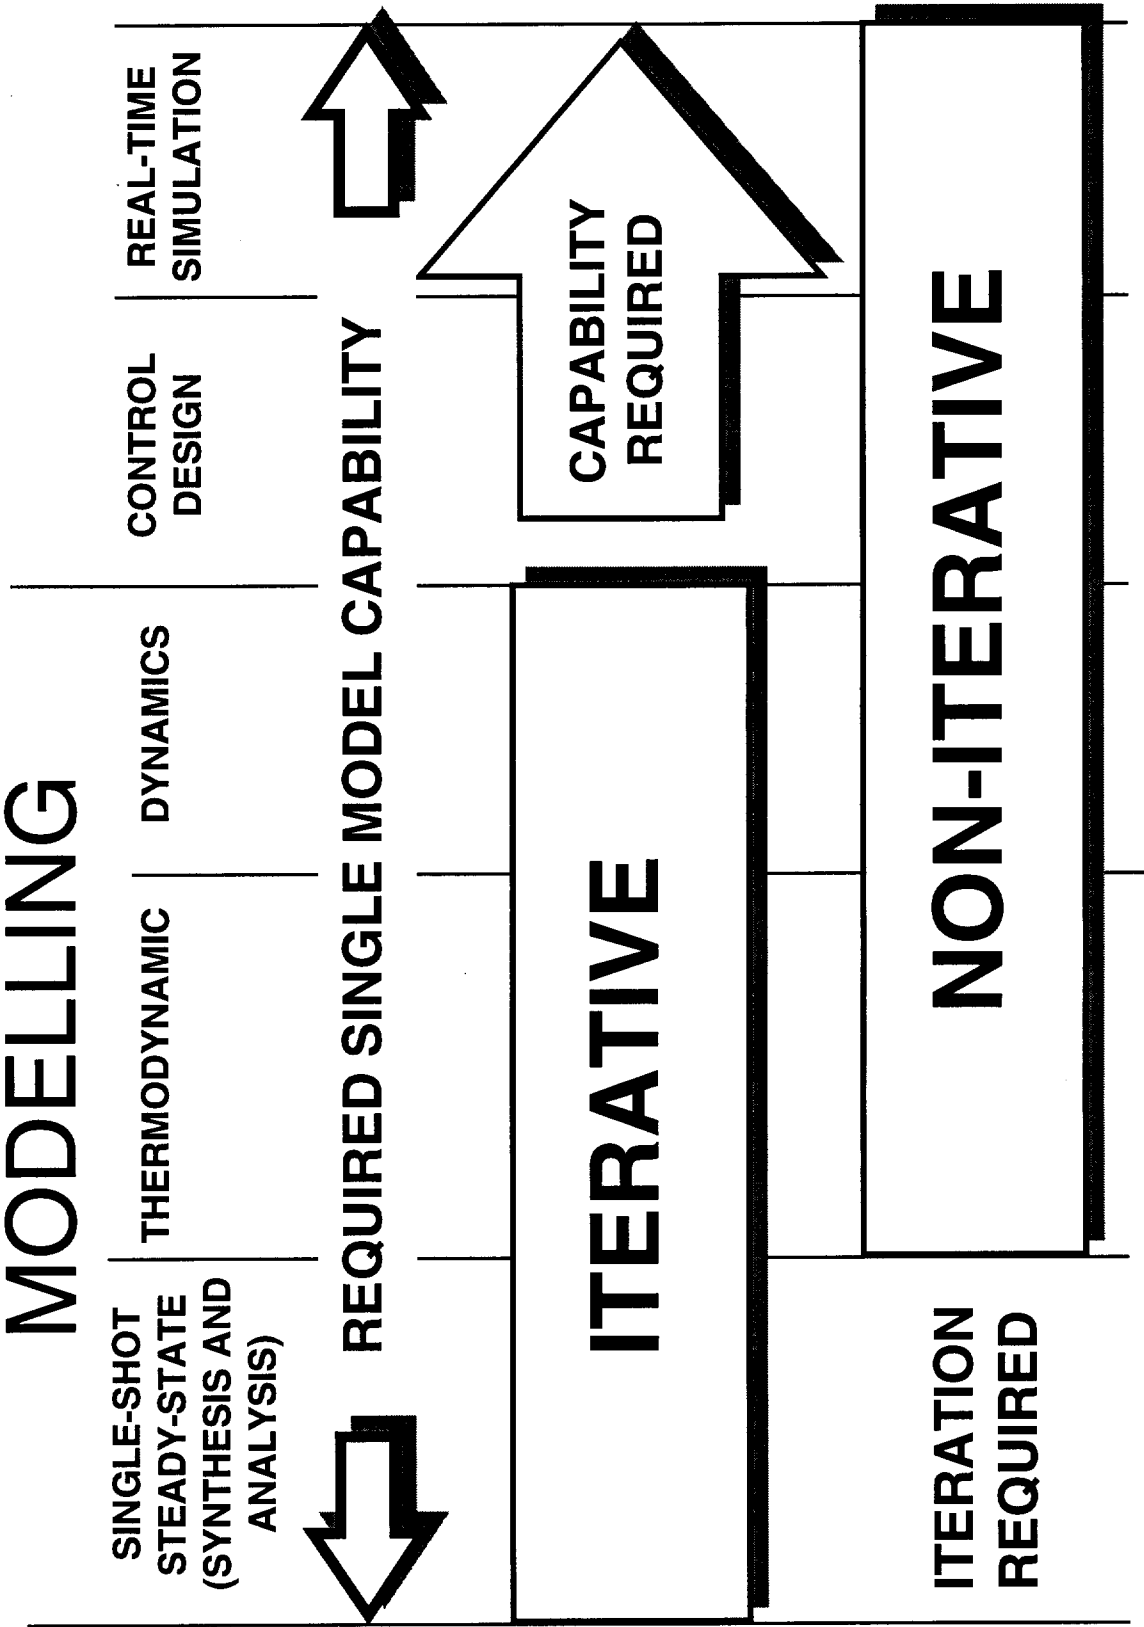 MODELLING
SINGLE-SHOT
STEADY-STATE
(SYNTHESIS AND
ANALYSIS)
THERMODYNAMIC
DYNAMICS
CONTROL
DESIGN
REAL-TIME
SIMULATION
REQUIRED SINGLE MODEL CAPABILITY
ITERATIVE
CAPABILITY
REQUIRED
ITERATION
REQUIRED
NON-ITERATIVE